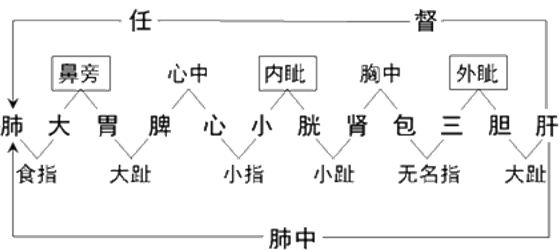 任 督
鼻旁 心中 内眦 胸中 外眦
肺 大 胃 脾 心 小 胱 肾 包 三 胆 肝
食指 大趾 小指 小趾 无名指 大趾
肺中